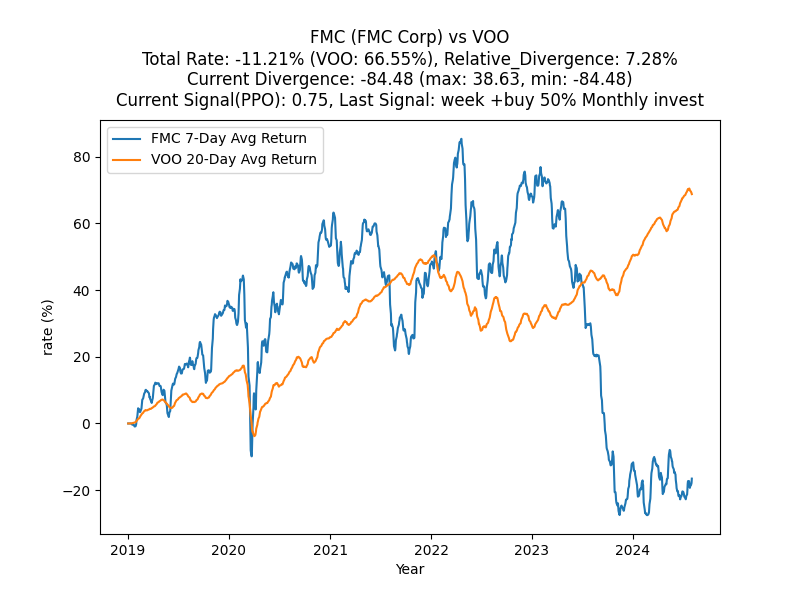 FMC (FMC Corp) vs VOO
Total Rate: -11.21% (VOO: 66.55%), Relative_Divergence: 7.28%
Current Divergence: -84.48 (max: 38.63, min: -84.48)
Current Signal(PPO): 0.75, Last Signal: week +buy 50% Monthly invest
FMC 7-Day Avg Return
VOO 20-Day Avg Return
80
60
40
20
0
−20
rate (%)
2019 2020 2021 2022 2023 2024
Year